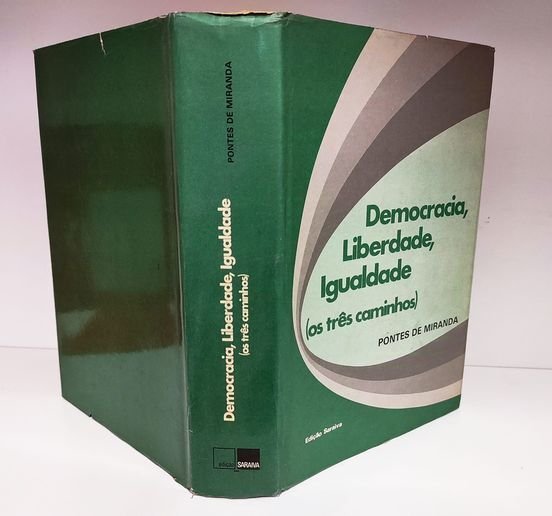 PONTES DE MIRANDA
Democracia, Liberdade, Igualdade
(os três caminhos)
edição SARAIVA
Democracia,
Liberdade,
Igualdade
(os três caminhos)
PONTES DE MIRANDA
Edição Saraiva